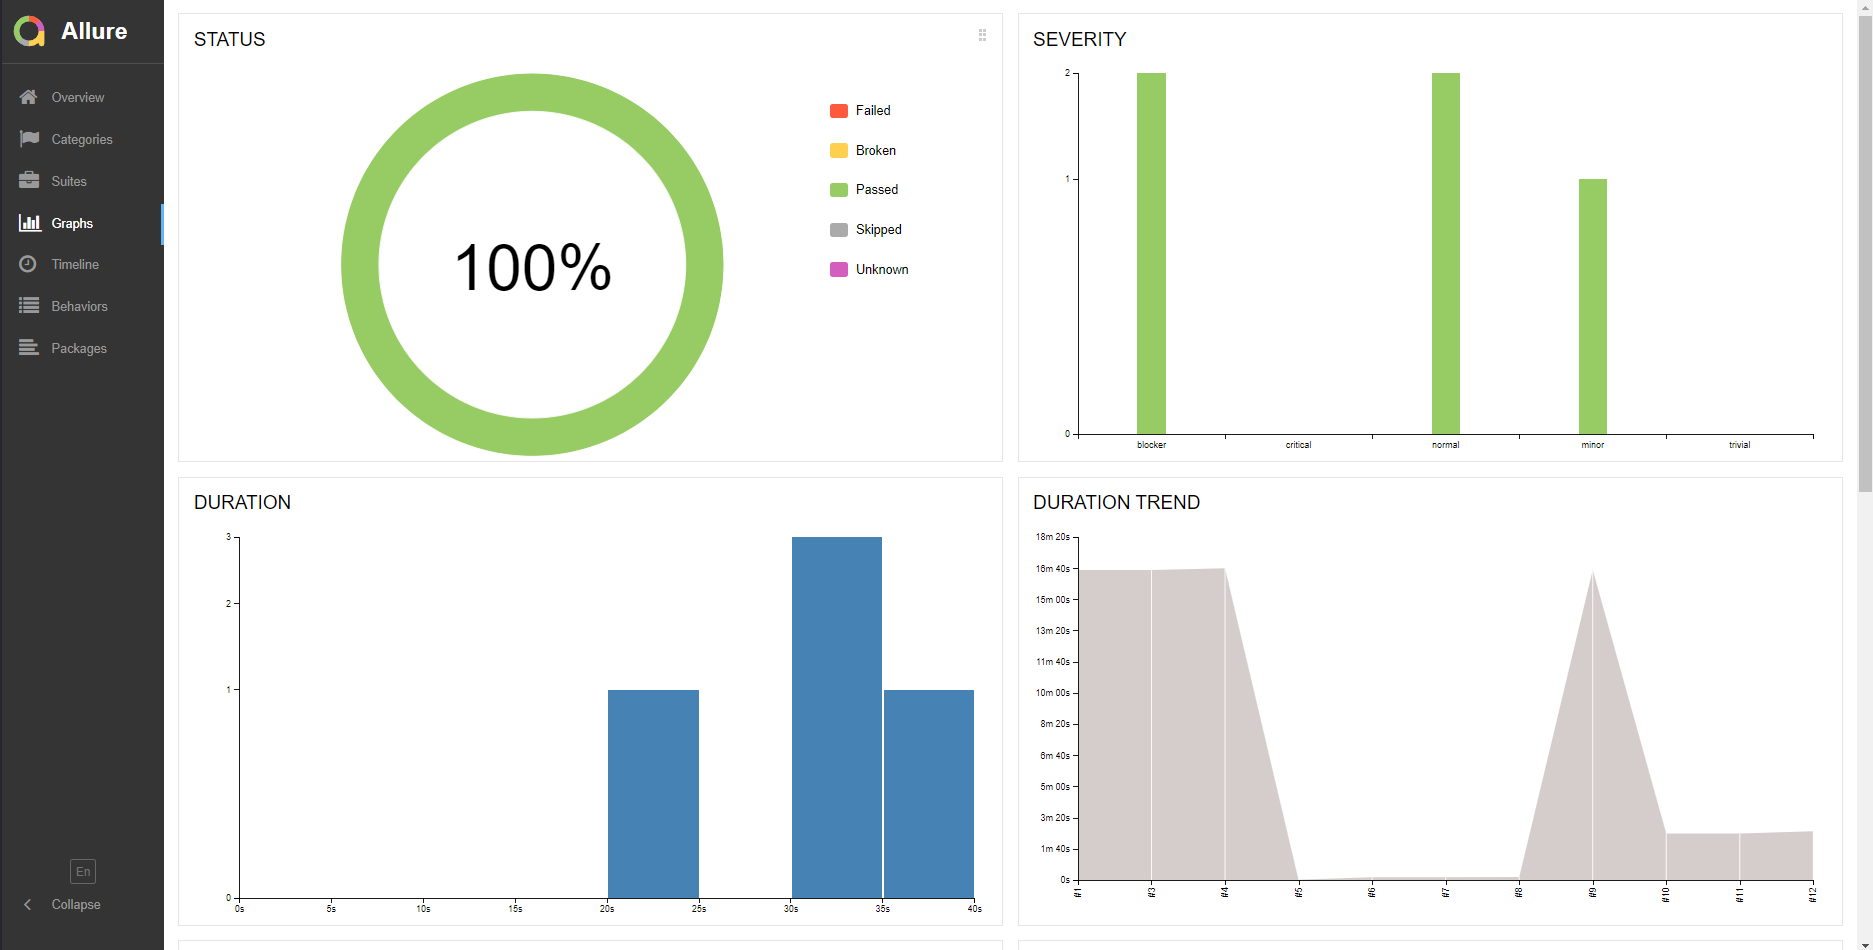 Allure
Overview
Categories
Suites
Graphs
Timeline
Behaviors
Packages
En
Collapse
STATUS
100%
Failed
Broken
Passed
Skipped
Unknown
SEVERITY
2
1
0
blocker critical normal minor trivial
DURATION
3
2
1
0
0s 5s 10s 15s 20s 25s 30s 35s 40s
DURATION TREND
18m 20s
16m 40s
15m 00s
13m 20s
11m 40s
10m 00s
8m 20s
6m 40s
5m 00s
3m 20s
1m 40s
0s
#1 #3 #4 #5 #6 #7 #8 #9 #10 #11 #12